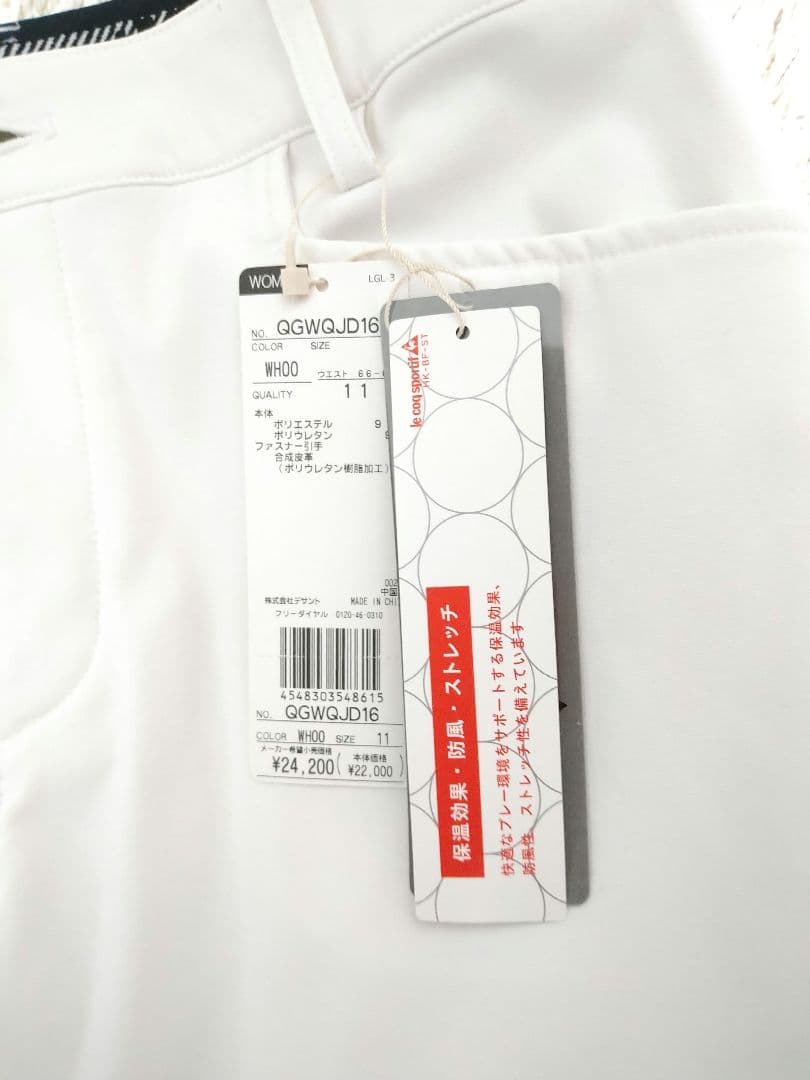 WOM
LGL-3
NO. QGWQJD16
COLOR SIZE
WH00 ウエスト 66-
QUALITY 11
本体
ポリエステル 9
ポリウレタン
ファスナー引手
合成皮革
(ポリウレタン樹脂加工)
002
中国
株式会社デサント MADE IN CHI
フリーダイヤル 0120-46-0310
4548303548615
NO. QGWQJD16
COLOR WH00 SIZE 11
メーカー希望小売価格
¥24,200(本体価格 ¥22,000)
le coq sportif
HK-BF-ST
保温効果・防風・ストレッチ
快適なプレー環境をサポートする保温効果、
防風性、ストレッチ性を備えています。